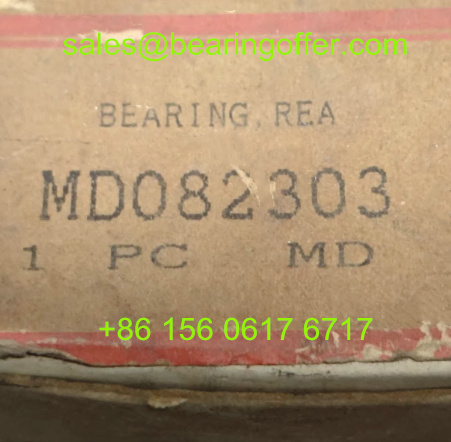 sales@bearingoffer.com
BEARING, REA
MD082303
1 PC MD
+86 156 0617 6717